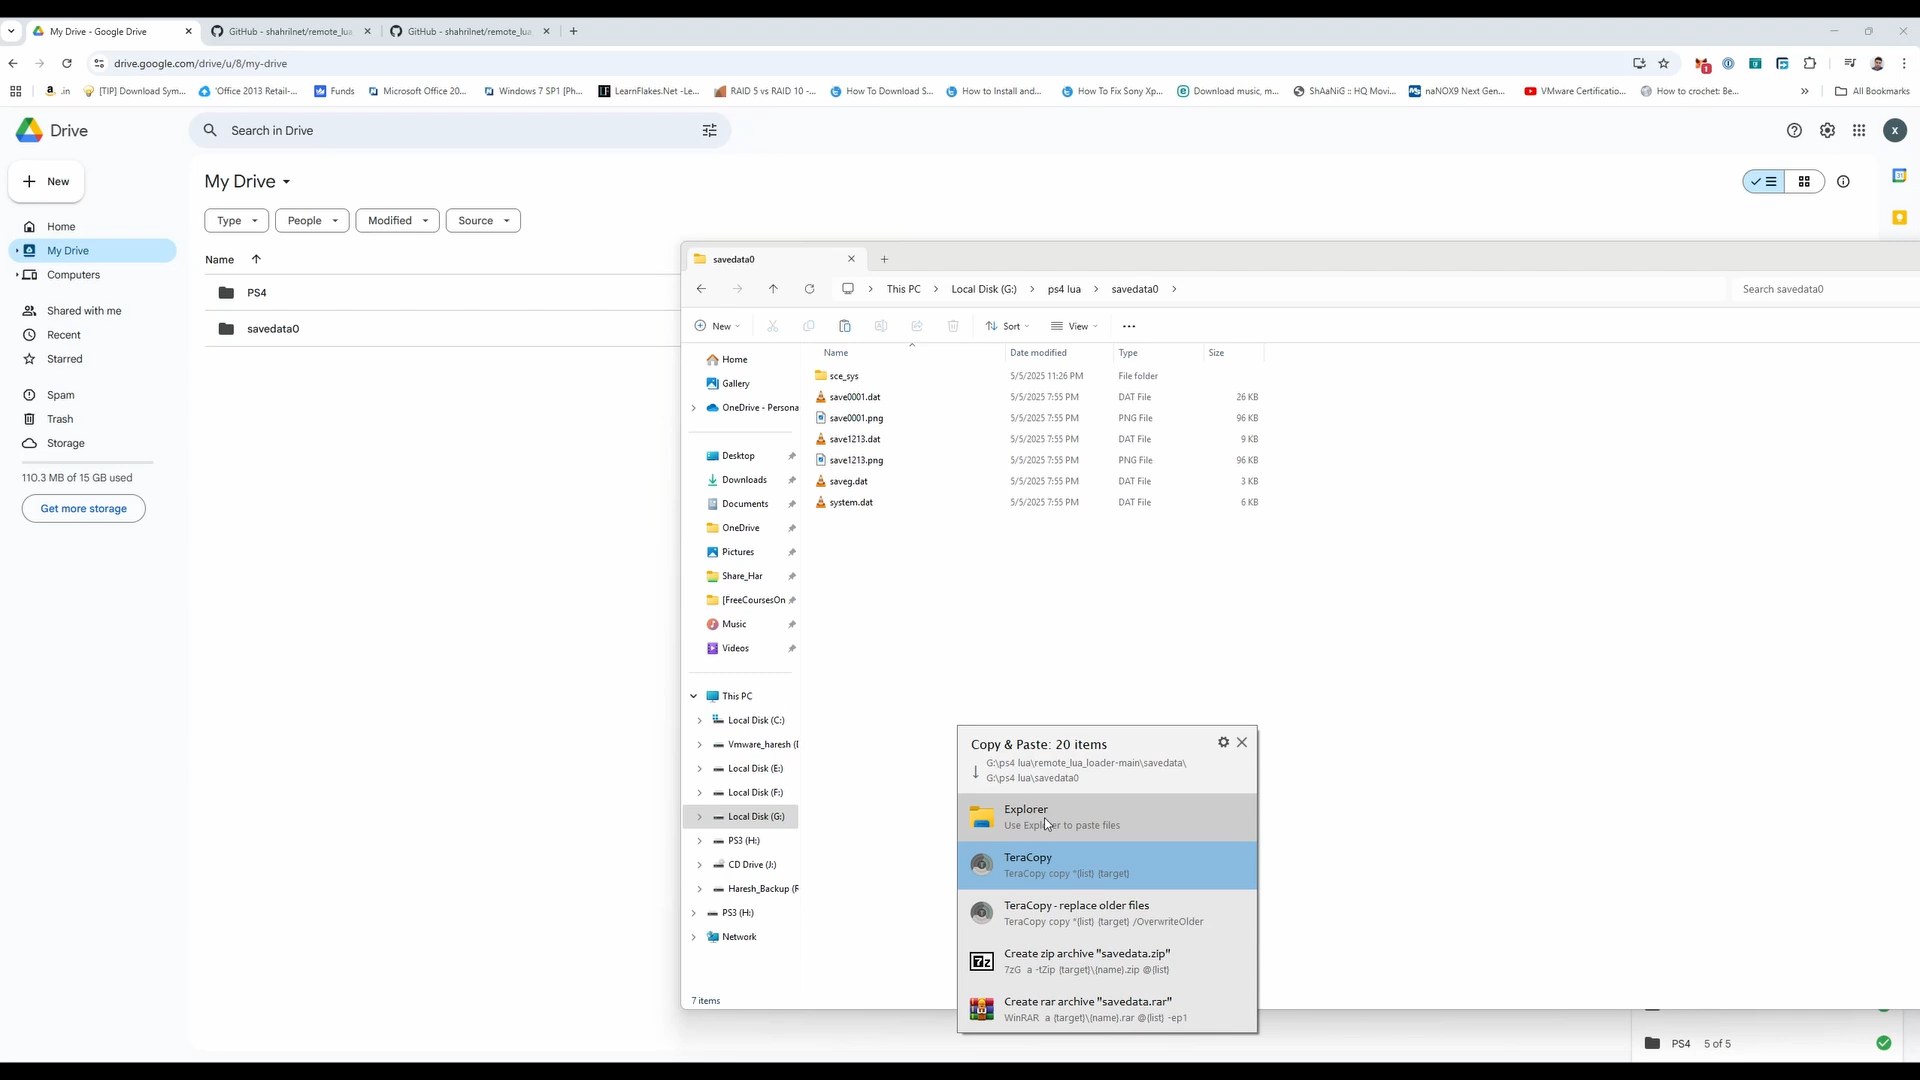 My Drive - Google Drive
GitHub - shahrilnet/remote_lua
GitHub - shahrilnet/remote_lua
drive.google.com/drive/u/8/my-drive
1
.in
[TIP] Download Sym...
'Office 2013 Retail-...
Funds
Microsoft Office 20...
Windows 7 SP1 [Ph...
LearnFlakes.Net -Le...
RAID 5 vs RAID 10 -...
How To Download S...
How to Install and...
How To Fix Sony Xp...
Download music, m...
ShAaNiG :: HQ Movi...
naNOX9 Next Gen...
VMware Certificatio...
How to crochet: Be...
All Bookmarks
Drive
Search in Drive
X
New
My Drive
Type
People
Modified
Source
Home
My Drive
Computers
Shared with me
Recent
Starred
Spam
Trash
Storage
110.3 MB of 15 GB used
Get more storage
Name
PS4
savedata0
savedata0
This PC
Local Disk (G:)
ps4 lua
savedata0
Search savedata0
New
Sort
View
Home
Gallery
OneDrive - Persona
Desktop
Downloads
Documents
OneDrive
Pictures
Share_Har
[FreeCoursesOn
Music
Videos
This PC
Local Disk (C:)
Vmware_haresh (I
Local Disk (E:)
Local Disk (F:)
Local Disk (G:)
PS3 (H:)
CD Drive (J:)
Haresh_Backup (F
PS3 (H:)
Network
Name Date modified Type Size
sce_sys 5/5/2025 11:26 PM File folder
save0001.dat 5/5/2025 7:55 PM DAT File 26 KB
save0001.png 5/5/2025 7:55 PM PNG File 96 KB
save1213.dat 5/5/2025 7:55 PM DAT File 9 KB
save1213.png 5/5/2025 7:55 PM PNG File 96 KB
saveg.dat 5/5/2025 7:55 PM DAT File 3 KB
system.dat 5/5/2025 7:55 PM DAT File 6 KB
7 items
Copy & Paste: 20 items
G:\ps4 lua\remote_lua_loader-main\savedata\
G:\ps4 lua\savedata0
Explorer
Use Explorer to paste files
TeraCopy
TeraCopy copy *{list} {target}
TeraCopy - replace older files
TeraCopy copy *{list} {target} /OverwriteOlder
7z
Create zip archive "savedata.zip"
7zG a -tZip {target}\{name}.zip @{list}
Create rar archive "savedata.rar"
WinRAR a {target}\{name}.rar @{list} -ep1
PS4 5 of 5